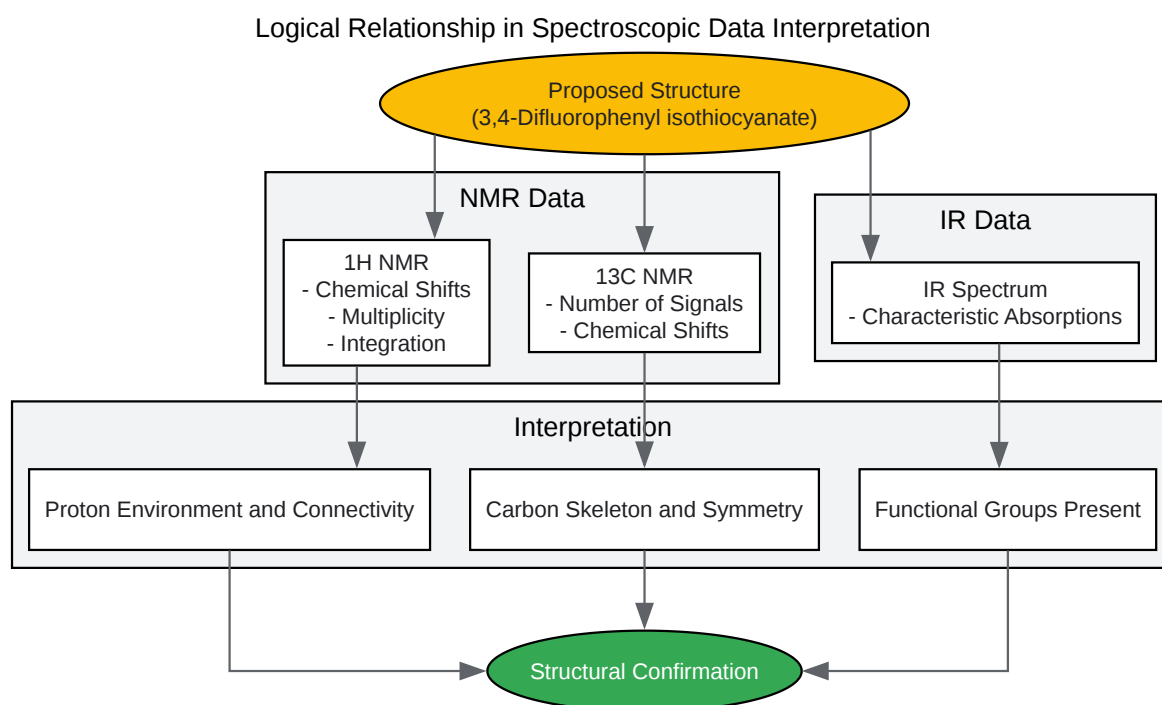 Logical Relationship in Spectroscopic Data Interpretation
Proposed Structure
(3,4-Difluorophenyl isothiocyanate)
NMR Data
IR Data
1H NMR
- Chemical Shifts
- Multiplicity
- Integration
13C NMR
- Number of Signals
- Chemical Shifts
IR Spectrum
- Characteristic Absorptions
Interpretation
Proton Environment and Connectivity
Carbon Skeleton and Symmetry
Functional Groups Present
Structural Confirmation